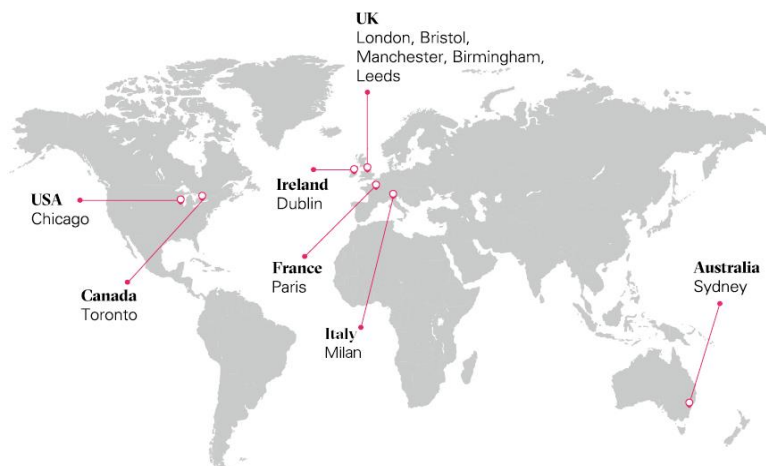 UK
London, Bristol,
Manchester, Birmingham,
Leeds
USA
Chicago
Ireland
Dublin
Canada
Toronto
France
Paris
Italy
Milan
Australia
Sydney